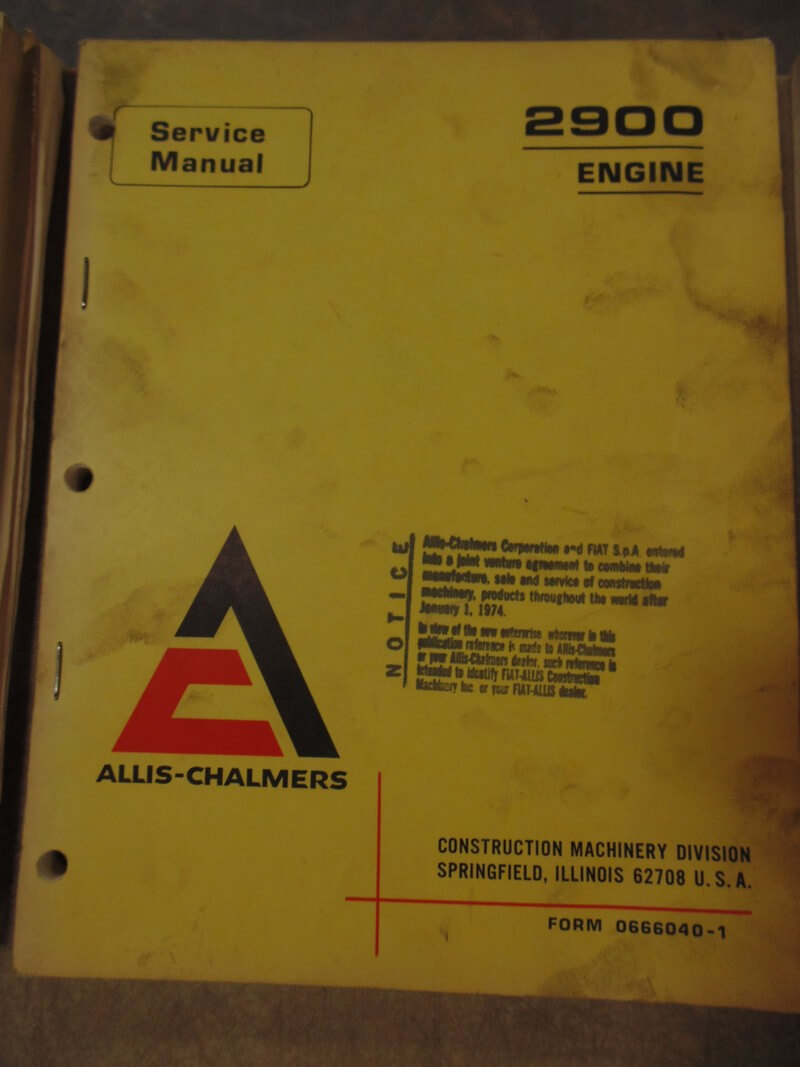 Service
Manual
2900
ENGINE
NOTICE
Allis-Chalmers Corporation and FIAT S.p.A. entered
into a joint venture agreement to combine their
manufacture, sale and service of construction
machinery, products throughout the world after
January 1, 1974.
In view of the new enterprise, wherever in this
publication reference is made to Allis-Chalmers
or your Allis-Chalmers dealer, such reference is
intended to identify FIAT-ALLIS Construction
Machinery Inc. or your FIAT-ALLIS dealer.
ALLIS-CHALMERS
CONSTRUCTION MACHINERY DIVISION
SPRINGFIELD, ILLINOIS 62708 U.S.A.
FORM 0666040-1